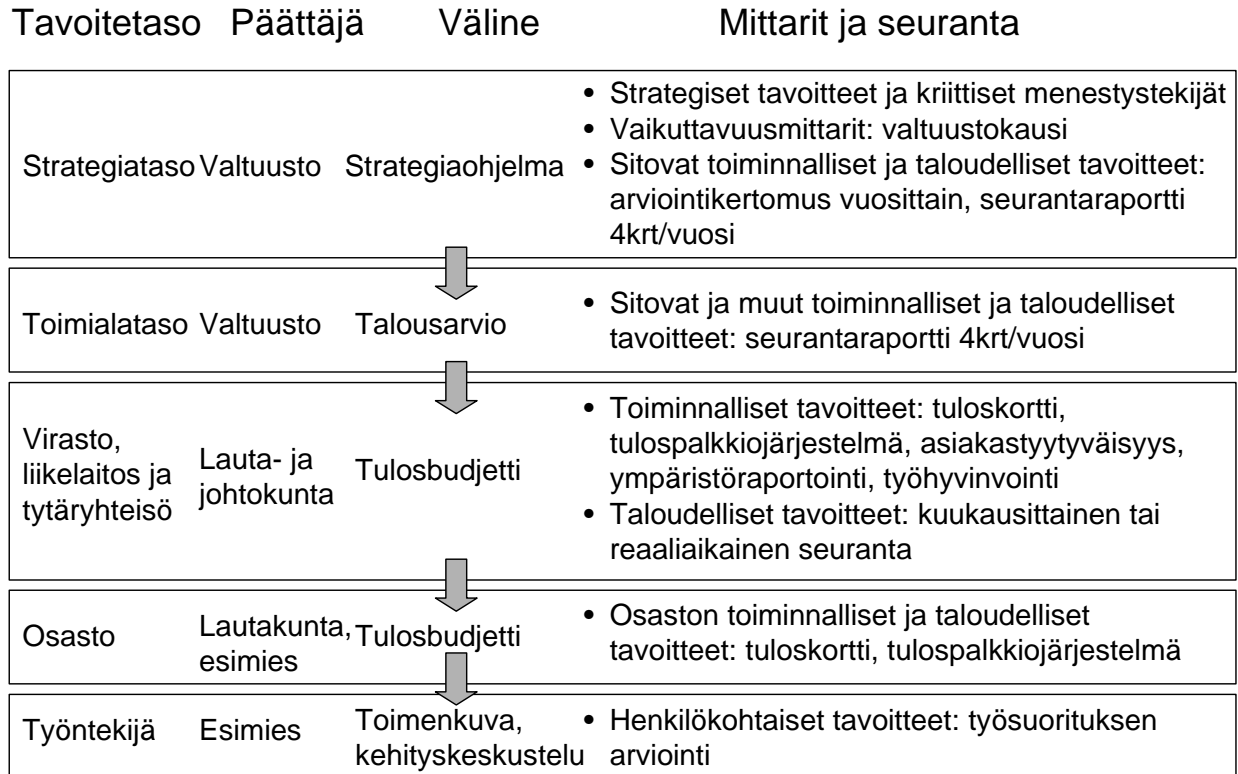 Tavoitetaso Päättäjä Väline Mittarit ja seuranta
Strategiataso Valtuusto Strategiaohjelma
• Strategiset tavoitteet ja kriittiset menestystekijät
• Vaikuttavuusmittarit: valtuustokausi
• Sitovat toiminnalliset ja taloudelliset tavoitteet:
arviointikertomus vuosittain, seurantaraportti
4krt/vuosi
Toimialataso Valtuusto Talousarvio
• Sitovat ja muut toiminnalliset ja taloudelliset
tavoitteet: seurantaraportti 4krt/vuosi
Virasto,
liikelaitos ja
tytäryhteisö
Lauta- ja
johtokunta
Tulosbudjetti
• Toiminnalliset tavoitteet: tuloskortti,
tulospalkkiojärjestelmä, asiakastyytyväisyys,
ympäristöraportointi, työhyvinvointi
• Taloudelliset tavoitteet: kuukausittainen tai
reaaliaikainen seuranta
Osasto
Lautakunta,
esimies
Tulosbudjetti
• Osaston toiminnalliset ja taloudelliset
tavoitteet: tuloskortti, tulospalkkiojärjestelmä
Työntekijä
Esimies
Toimenkuva,
kehityskeskustelu
• Henkilökohtaiset tavoitteet: työsuorituksen
arviointi